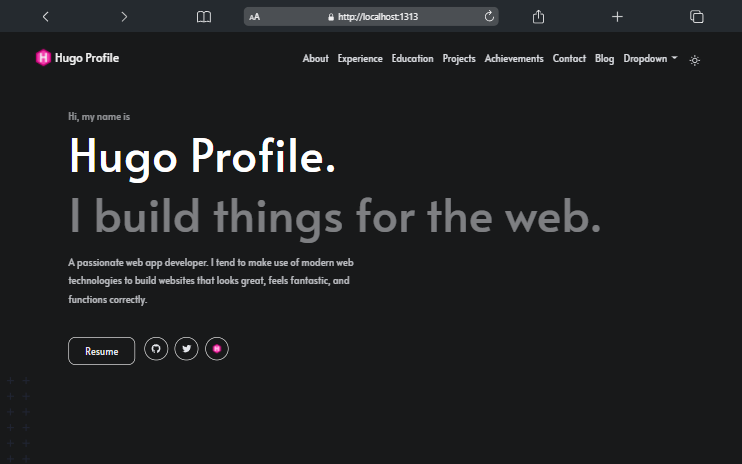 AA http://localhost:1313
H Hugo Profile About Experience Education Projects Achievements Contact Blog Dropdown
Hi, my name is
Hugo Profile.
I build things for the web.
A passionate web app developer. I tend to make use of modern web
technologies to build websites that looks great, feels fantastic, and
functions correctly.
Resume H